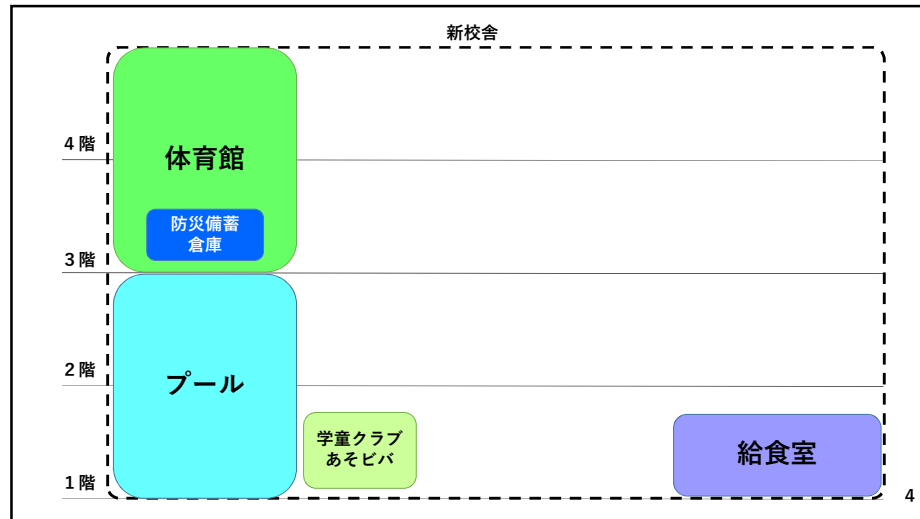 新校舎
4階
体育館
防災備蓄
倉庫
3階
2階
プール
学童クラブ
あそビバ
給食室
1階
4